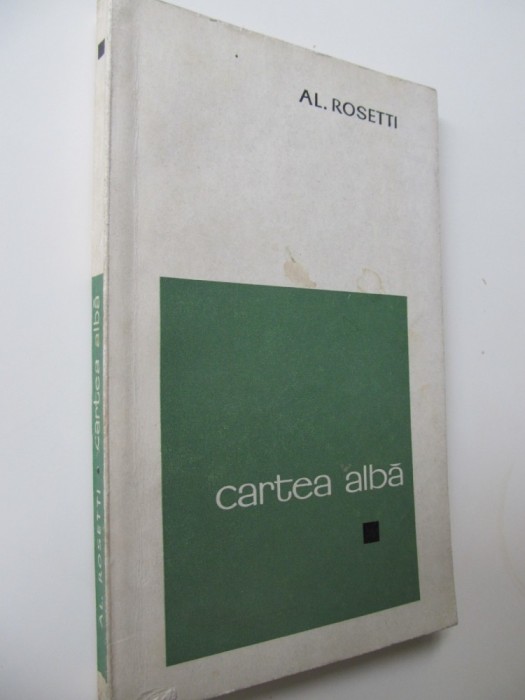 AL. ROSETTI
cartea albă
AL. ROSETTI · cartea albă